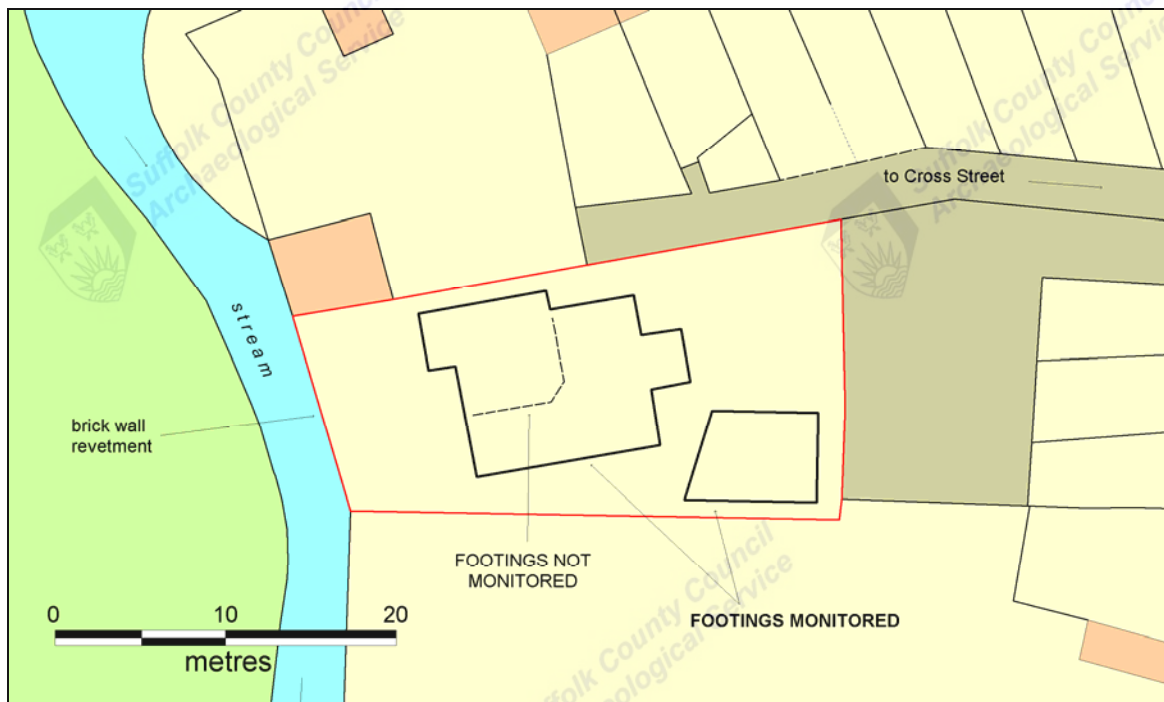 Suffolk County Council
Archaeological Service
Suffolk County Council
Archaeological Service
to Cross Street
stream
brick wall
revetment
FOOTINGS NOT
MONITORED
FOOTINGS MONITORED
0 10 20
metres
Suffolk County Council
Archaeological Service